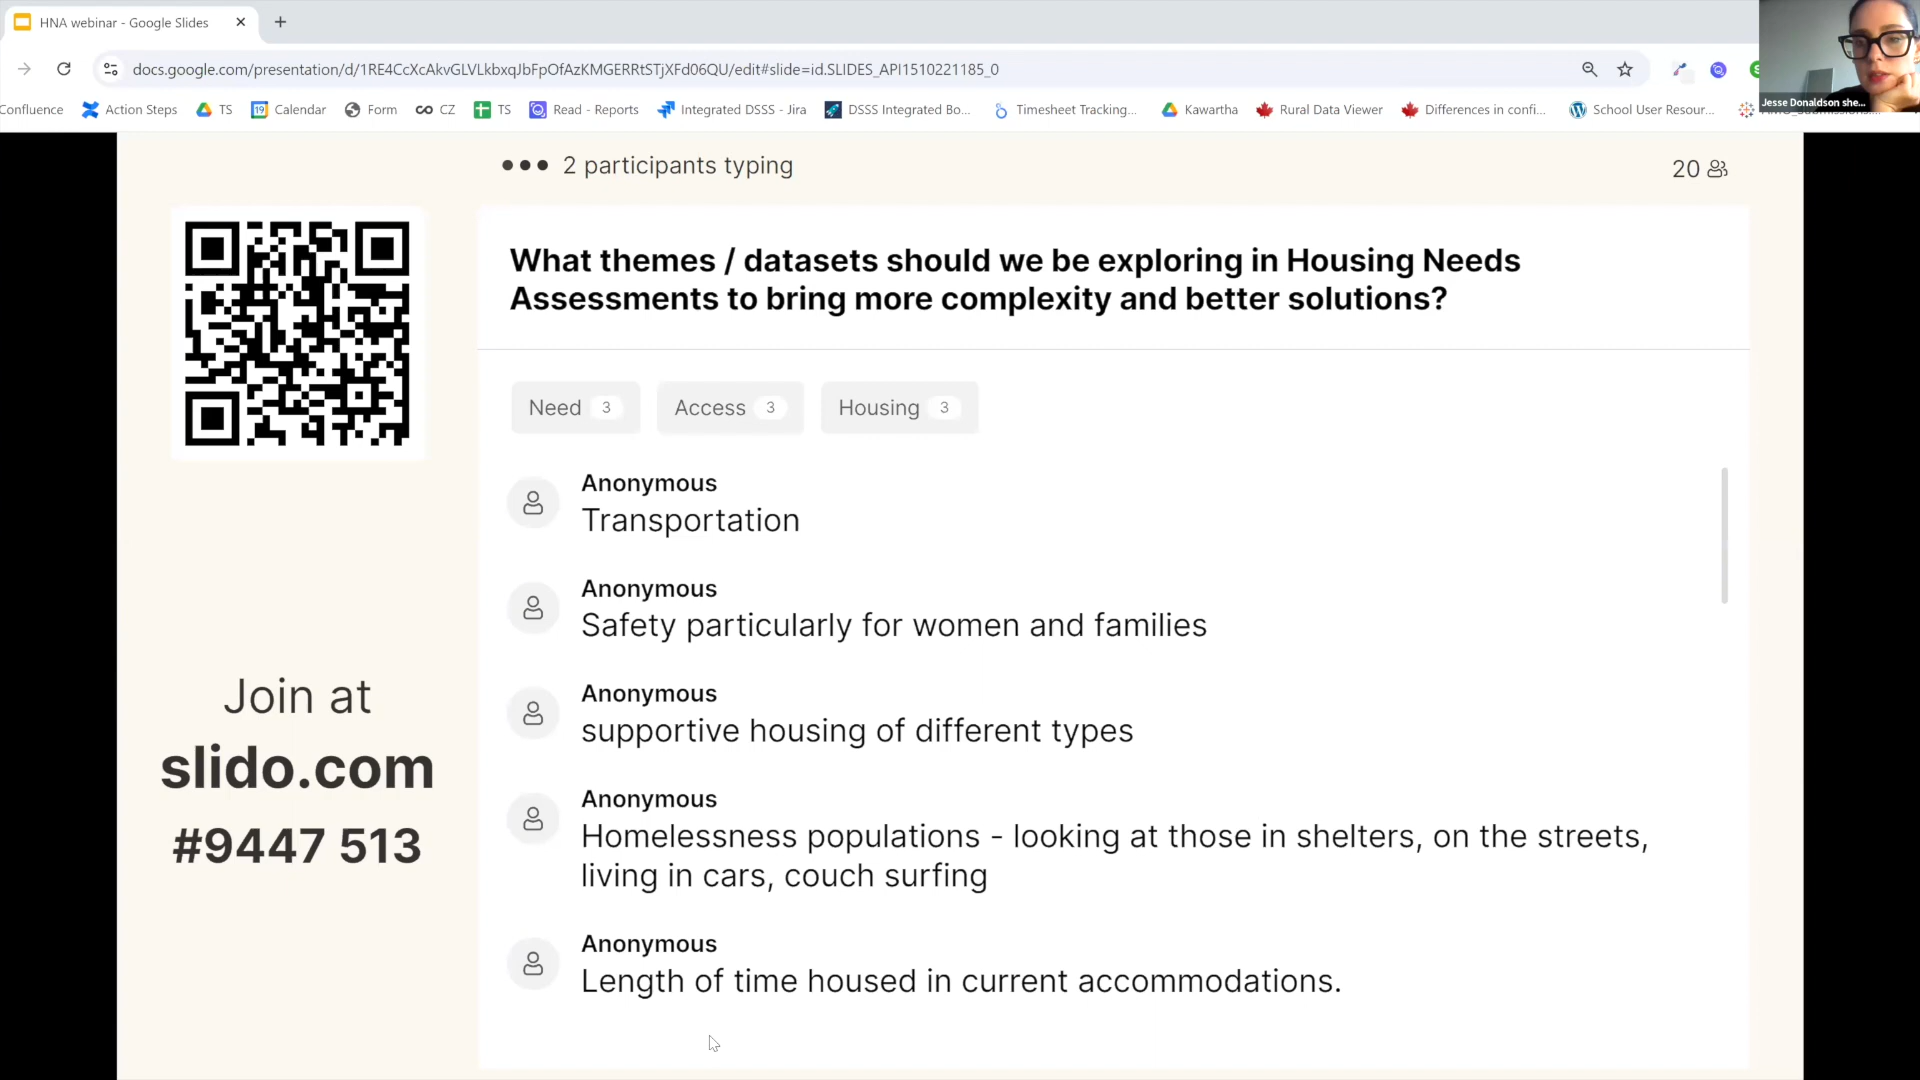 HNA webinar - Google Slides
docs.google.com/presentation/d/1RE4CcXcAkvGLVLkbxqJbFpOfAzKMGERRtSTjXFd06QU/edit#slide=id.SLIDES_API1510221185_0
Confluence Action Steps TS 19 Calendar Form CZ TS Read - Reports Integrated DSSS - Jira DSSS Integrated Bo... Timesheet Tracking... Kawartha Rural Data Viewer Differences in confi... School User Resour...
Jesse Donaldson she...
2 participants typing
20
What themes / datasets should we be exploring in Housing Needs
Assessments to bring more complexity and better solutions?
Need 3 Access 3 Housing 3
Anonymous
Transportation
Anonymous
Safety particularly for women and families
Anonymous
supportive housing of different types
Anonymous
Homelessness populations - looking at those in shelters, on the streets,
living in cars, couch surfing
Anonymous
Length of time housed in current accommodations.
Join at
slido.com
#9447 513